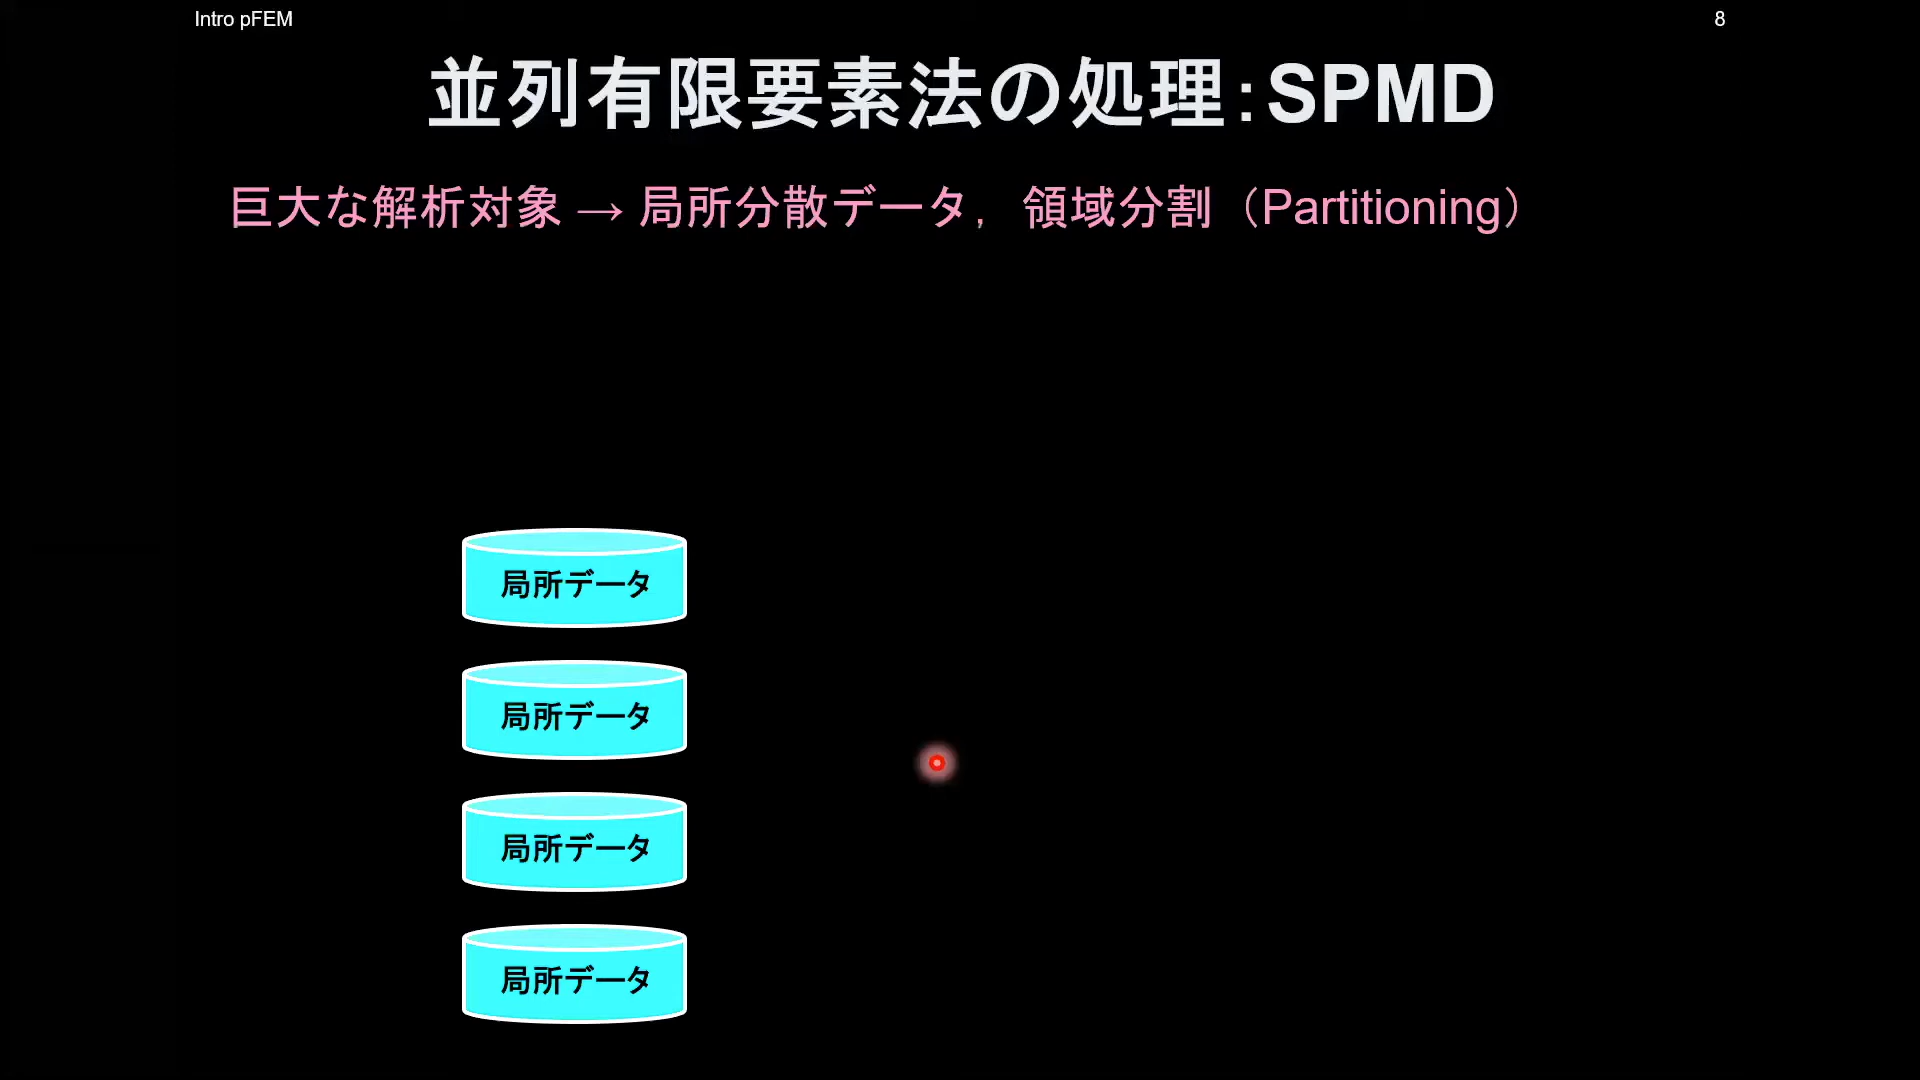 Intro pFEM
8
並列有限要素法の処理：SPMD
巨大な解析対象 → 局所分散データ，領域分割（Partitioning）
局所データ
局所データ
局所データ
局所データ